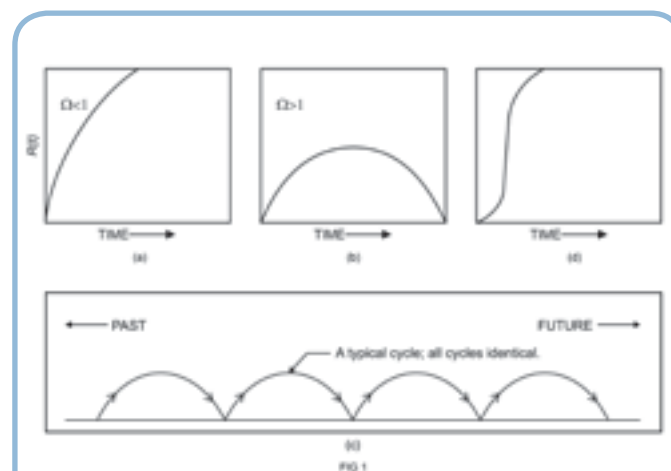 Ω<1
R(t)
TIME
(a)
Ω>1
TIME
(b)
TIME
(d)
PAST
FUTURE
A typical cycle; all cycles identical.
(c)
FIG 1